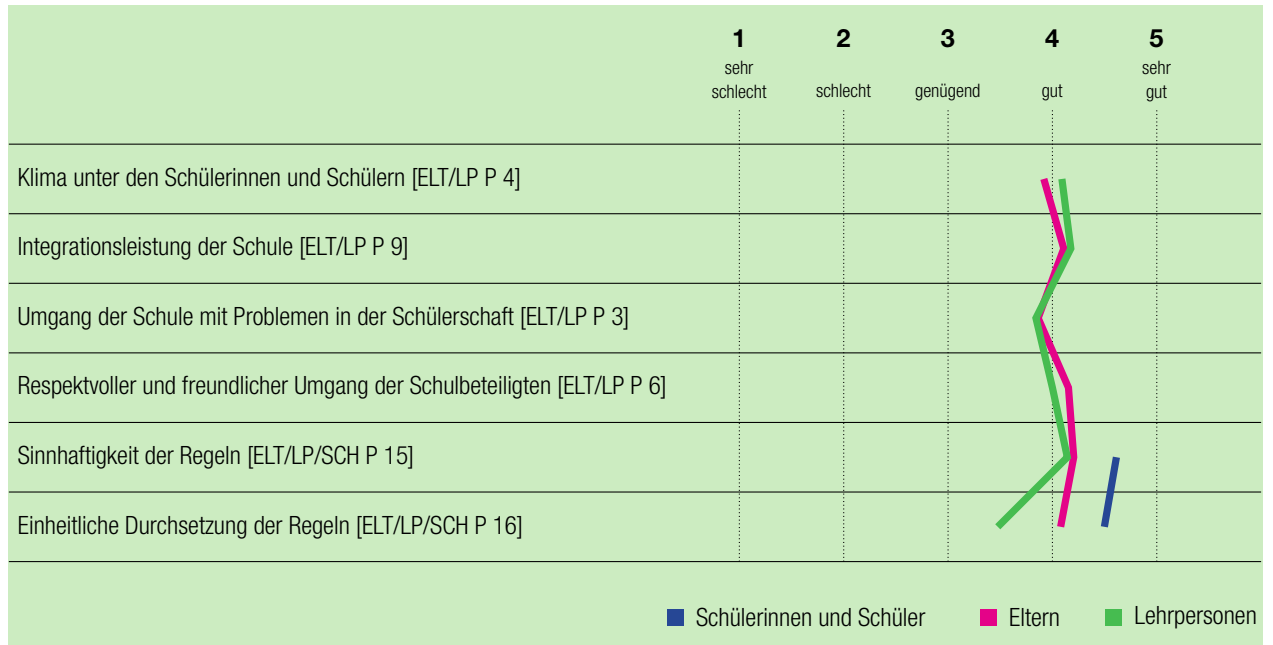 1 2 3 4 5
sehr schlecht schlecht genügend gut sehr gut
Klima unter den Schülerinnen und Schülern [ELT/LP P 4]
Integrationsleistung der Schule [ELT/LP P 9]
Umgang der Schule mit Problemen in der Schülerschaft [ELT/LP P 3]
Respektvoller und freundlicher Umgang der Schulbeteiligten [ELT/LP P 6]
Sinnhaftigkeit der Regeln [ELT/LP/SCH P 15]
Einheitliche Durchsetzung der Regeln [ELT/LP/SCH P 16]
Schülerinnen und Schüler Eltern Lehrpersonen